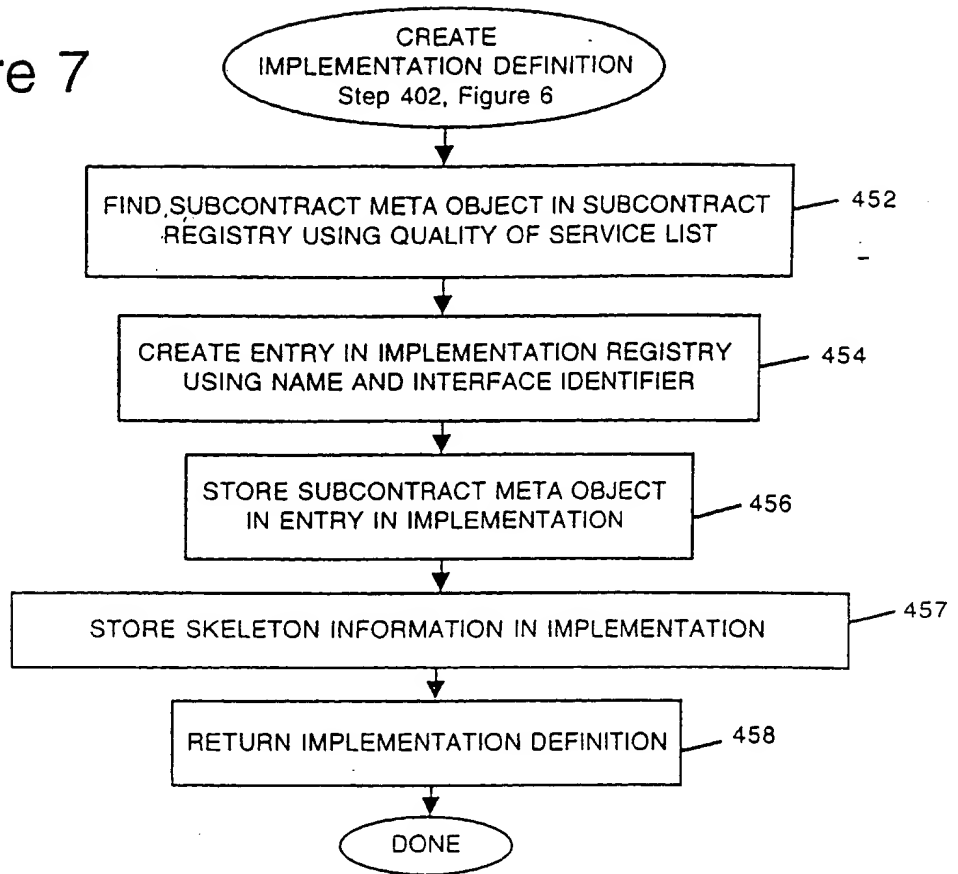 re 7
CREATE
IMPLEMENTATION DEFINITION
Step 402, Figure 6
FIND SUBCONTRACT META OBJECT IN SUBCONTRACT
REGISTRY USING QUALITY OF SERVICE LIST
452
CREATE ENTRY IN IMPLEMENTATION REGISTRY
USING NAME AND INTERFACE IDENTIFIER
454
STORE SUBCONTRACT META OBJECT
IN ENTRY IN IMPLEMENTATION
456
STORE SKELETON INFORMATION IN IMPLEMENTATION
457
RETURN IMPLEMENTATION DEFINITION
458
DONE